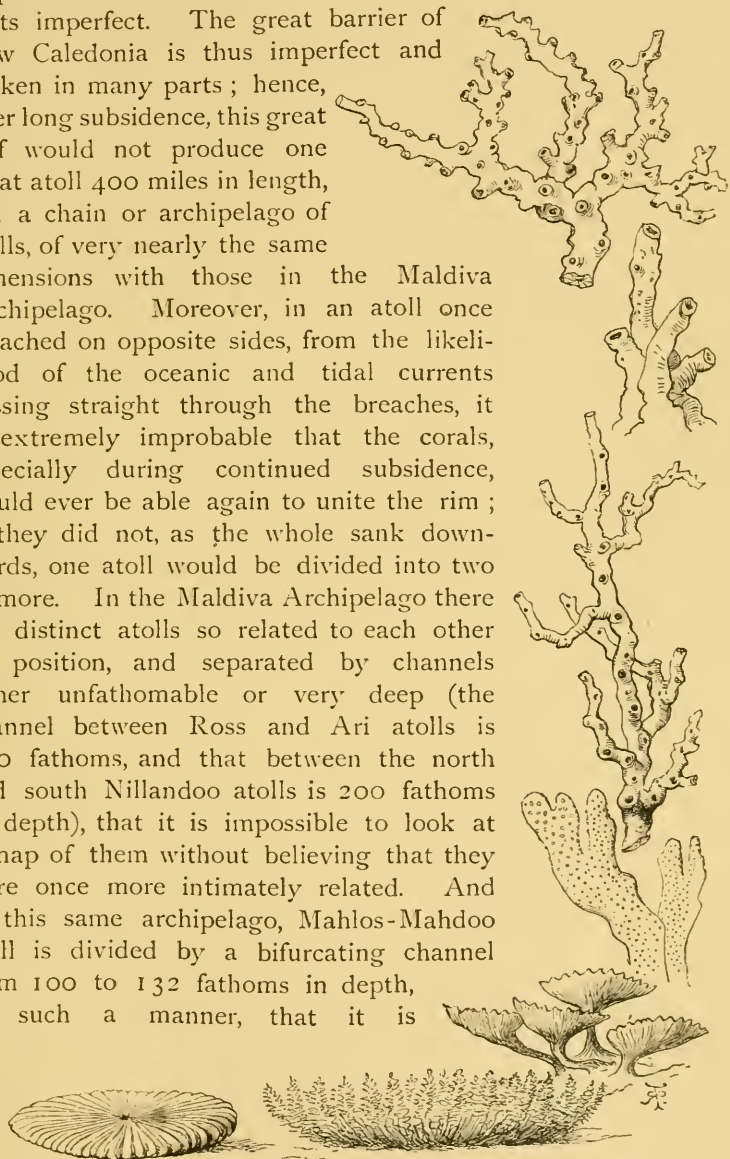 ts imperfect. The great barrier of
w Caledonia is thus imperfect and
ken in many parts ; hence,
er long subsidence, this great
f would not produce one
at atoll 400 miles in length,
a chain or archipelago of
lls, of very nearly the same
nensions with those in the Maldiva
chipelago. Moreover, in an atoll once
ached on opposite sides, from the likeli-
od of the oceanic and tidal currents
ssing straight through the breaches, it
extremely improbable that the corals,
ecially during continued subsidence,
uld ever be able again to unite the rim ;
they did not, as the whole sank down-
rds, one atoll would be divided into two
more. In the Maldiva Archipelago there
distinct atolls so related to each other
position, and separated by channels
her unfathomable or very deep (the
annel between Ross and Ari atolls is
o fathoms, and that between the north
d south Nillandoo atolls is 200 fathoms
depth), that it is impossible to look at
nap of them without believing that they
re once more intimately related. And
this same archipelago, Mahlos-Mahdoo
ll is divided by a bifurcating channel
m 100 to 132 fathoms in depth,
such a manner, that it is